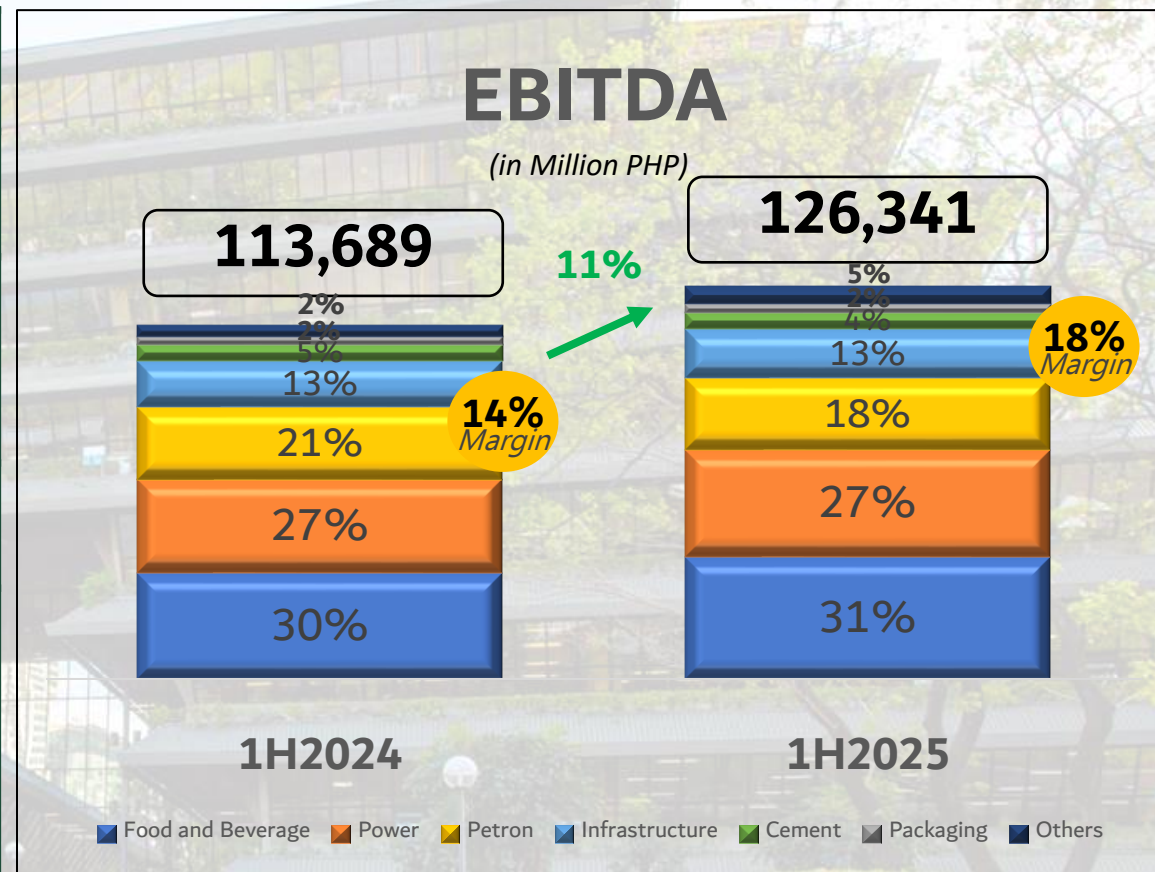 EBITDA
(in Million PHP)
113,689
126,341
11%
2%
2%
5%
13%
21%
27%
30%
14%
Margin
5%
2%
4%
13%
18%
27%
31%
18%
Margin
1H2024
1H2025
Food and Beverage Power Petron Infrastructure Cement Packaging Others